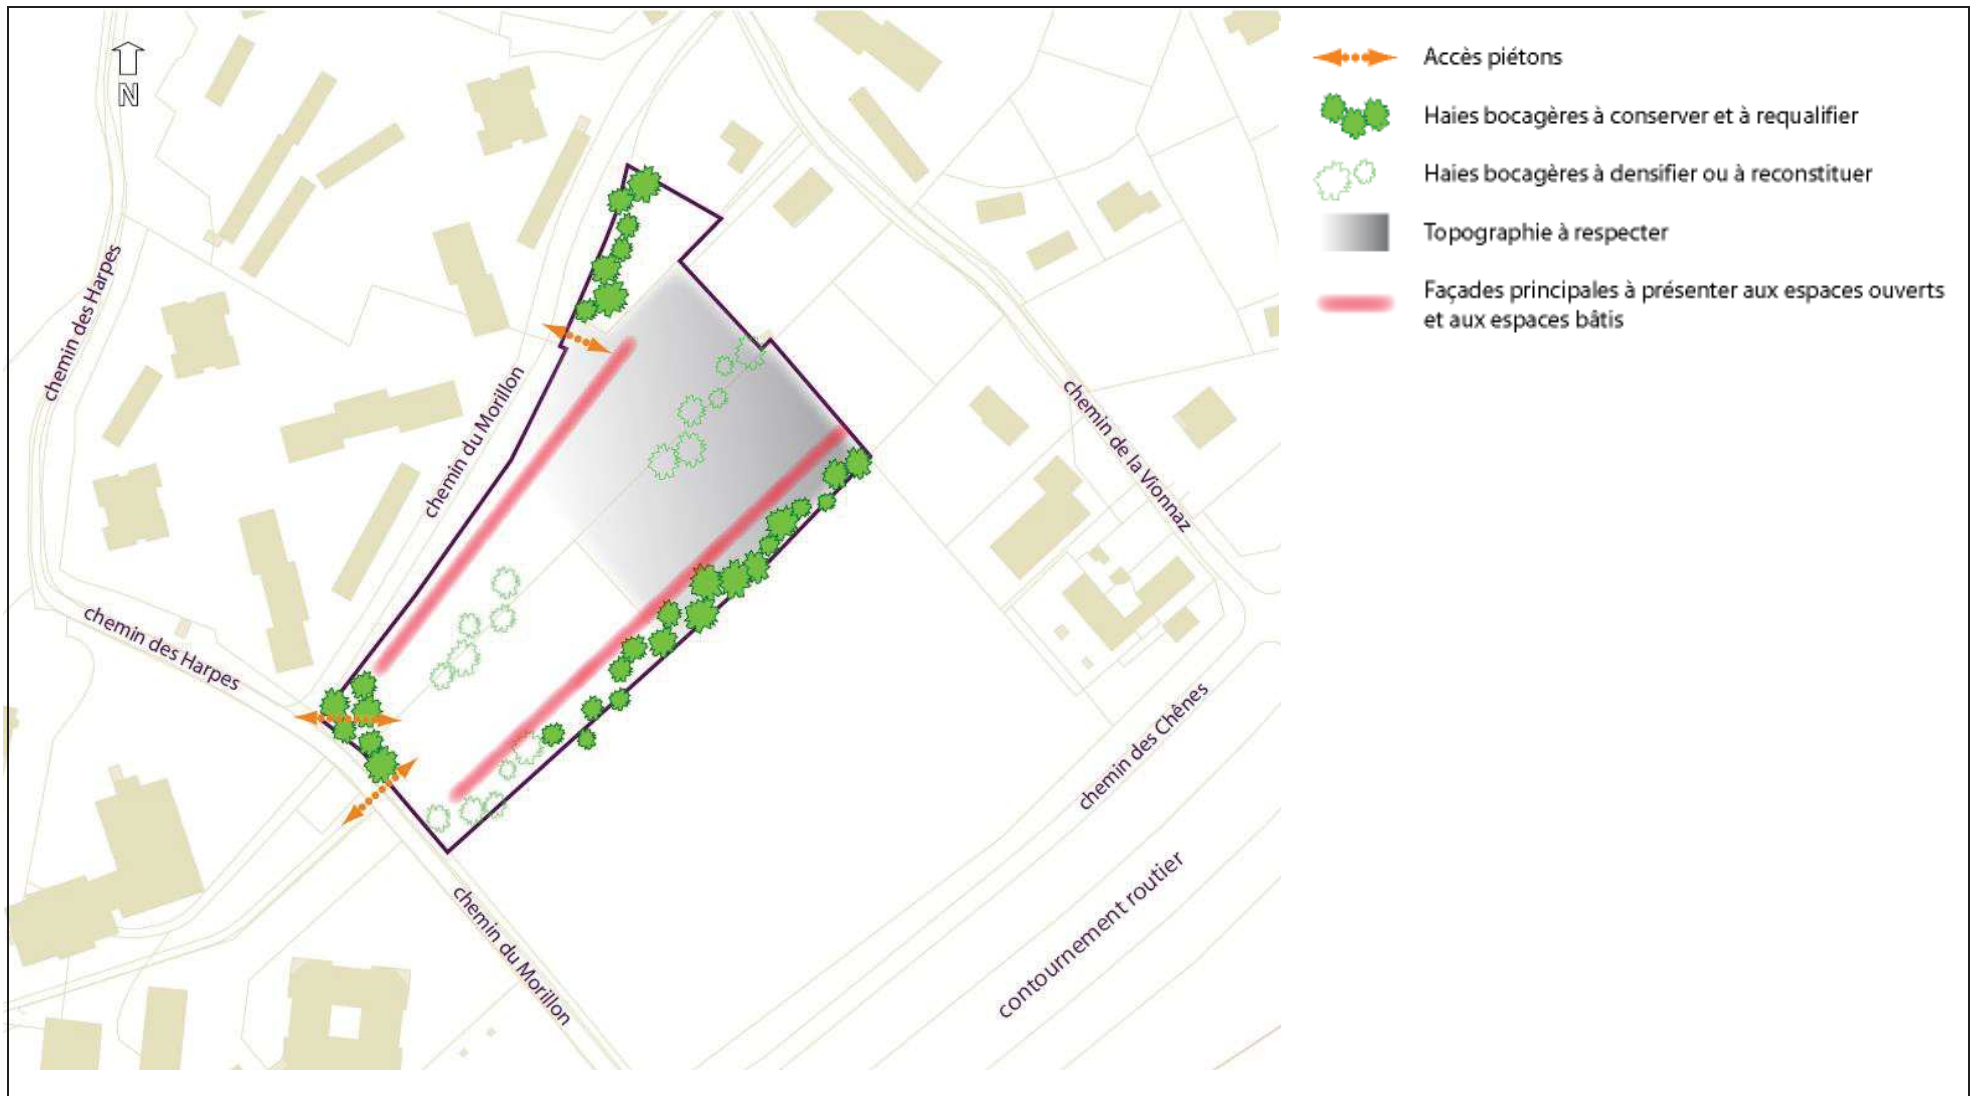 N
Accès piétons
Haies bocagères à conserver et à requalifier
Haies bocagères à densifier ou à reconstituer
Topographie à respecter
Façades principales à présenter aux espaces ouverts
et aux espaces bâtis
chemin des Harpes
chemin du Morillon
chemin de la Vionnaz
chemin des Harpes
chemin des Chênes
chemin du Morillon
contournement routier